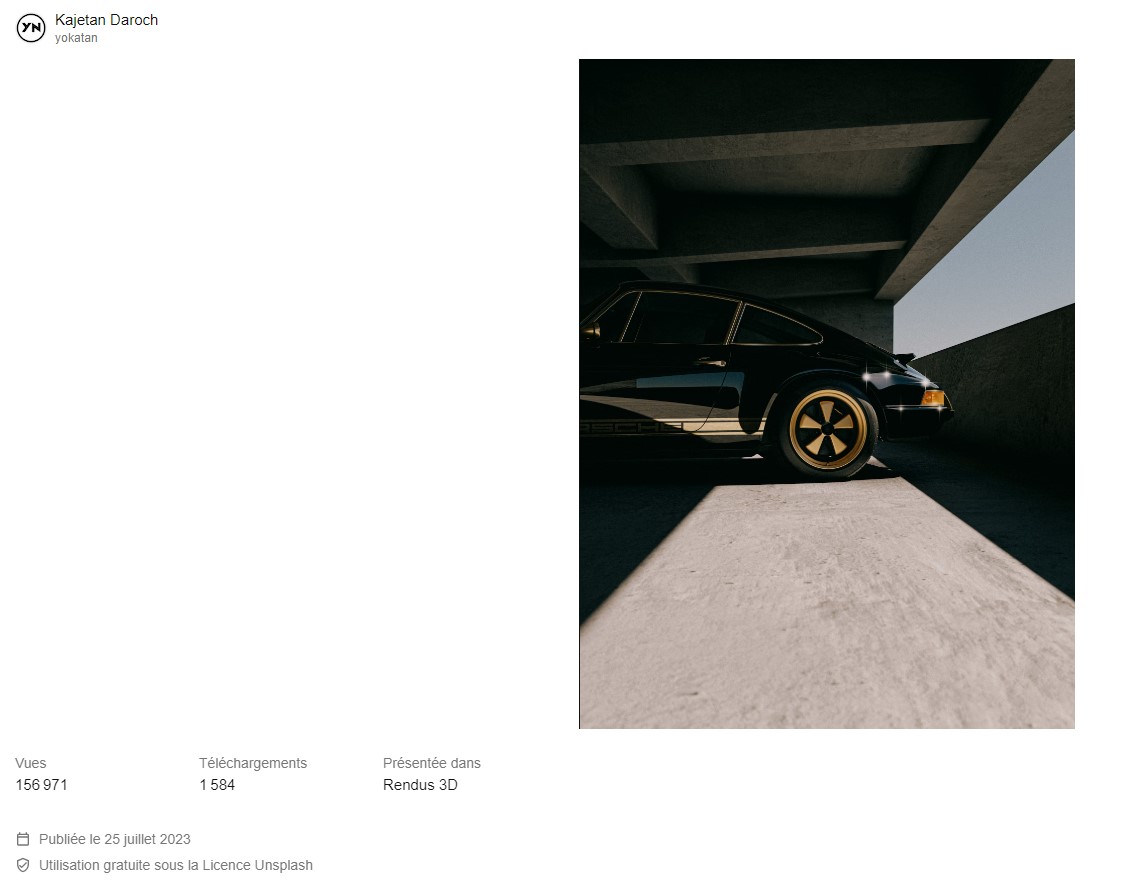 YN
Kajetan Daroch
yokatan
Vues
Téléchargements
Présentée dans
156 971
1 584
Rendus 3D
Publiée le 25 juillet 2023
Utilisation gratuite sous la Licence Unsplash